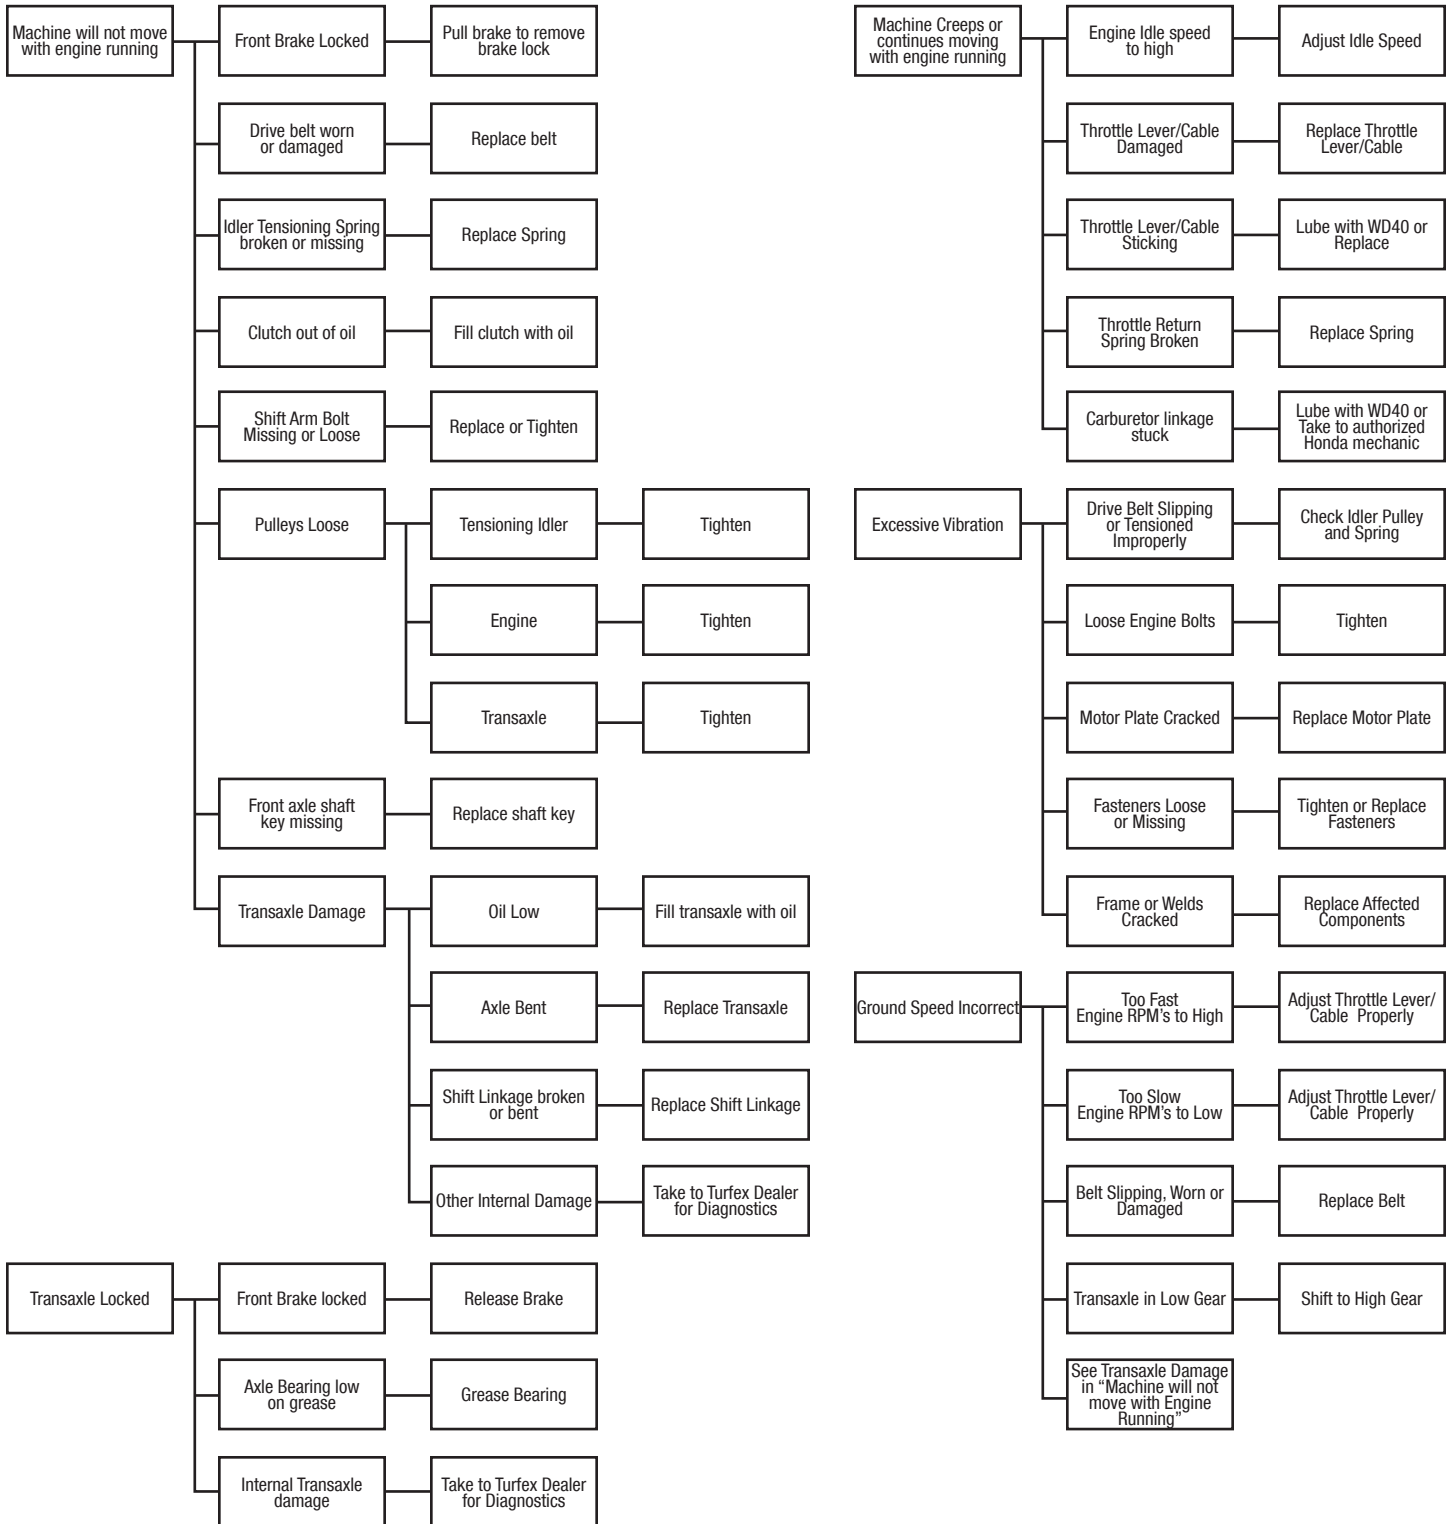 Machine will not move
with engine running
Front Brake Locked
Pull brake to remove
brake lock
Drive belt worn
or damaged
Replace belt
Idler Tensioning Spring
broken or missing
Replace Spring
Clutch out of oil
Fill clutch with oil
Shift Arm Bolt
Missing or Loose
Replace or Tighten
Pulleys Loose
Tensioning Idler
Tighten
Engine
Tighten
Transaxle
Tighten
Front axle shaft
key missing
Replace shaft key
Transaxle Damage
Oil Low
Fill transaxle with oil
Axle Bent
Replace Transaxle
Shift Linkage broken
or bent
Replace Shift Linkage
Other Internal Damage
Take to Turfex Dealer
for Diagnostics
Transaxle Locked
Front Brake locked
Release Brake
Axle Bearing low
on grease
Grease Bearing
Internal Transaxle
damage
Take to Turfex Dealer
for Diagnostics
Machine Creeps or
continues moving
with engine running
Engine Idle speed
to high
Adjust Idle Speed
Throttle Lever/Cable
Damaged
Replace Throttle
Lever/Cable
Throttle Lever/Cable
Sticking
Lube with WD40 or
Replace
Throttle Return
Spring Broken
Replace Spring
Carburetor linkage
stuck
Lube with WD40 or
Take to authorized
Honda mechanic
Excessive Vibration
Drive Belt Slipping
or Tensioned
Improperly
Check Idler Pulley
and Spring
Loose Engine Bolts
Tighten
Motor Plate Cracked
Replace Motor Plate
Fasteners Loose
or Missing
Tighten or Replace
Fasteners
Frame or Welds
Cracked
Replace Affected
Components
Ground Speed Incorrect
Too Fast
Engine RPM's to High
Adjust Throttle Lever/
Cable Properly
Too Slow
Engine RPM's to Low
Adjust Throttle Lever/
Cable Properly
Belt Slipping, Worn or
Damaged
Replace Belt
Transaxle in Low Gear
Shift to High Gear
See Transaxle Damage
in “Machine will not
move with Engine
Running”